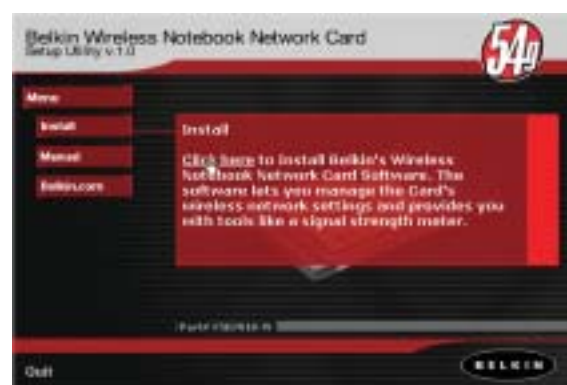 Belkin Wireless Notebook Network Card
Setup Utility v.1.0
54g
Menu
Install
Manual
Belkin.com
Install
Click here to install Belkin's Wireless
Notebook Network Card Software. The
software lets you manage the Card's
wireless network settings and provides you
with tools like a signal strength meter.
Quit
BELKIN